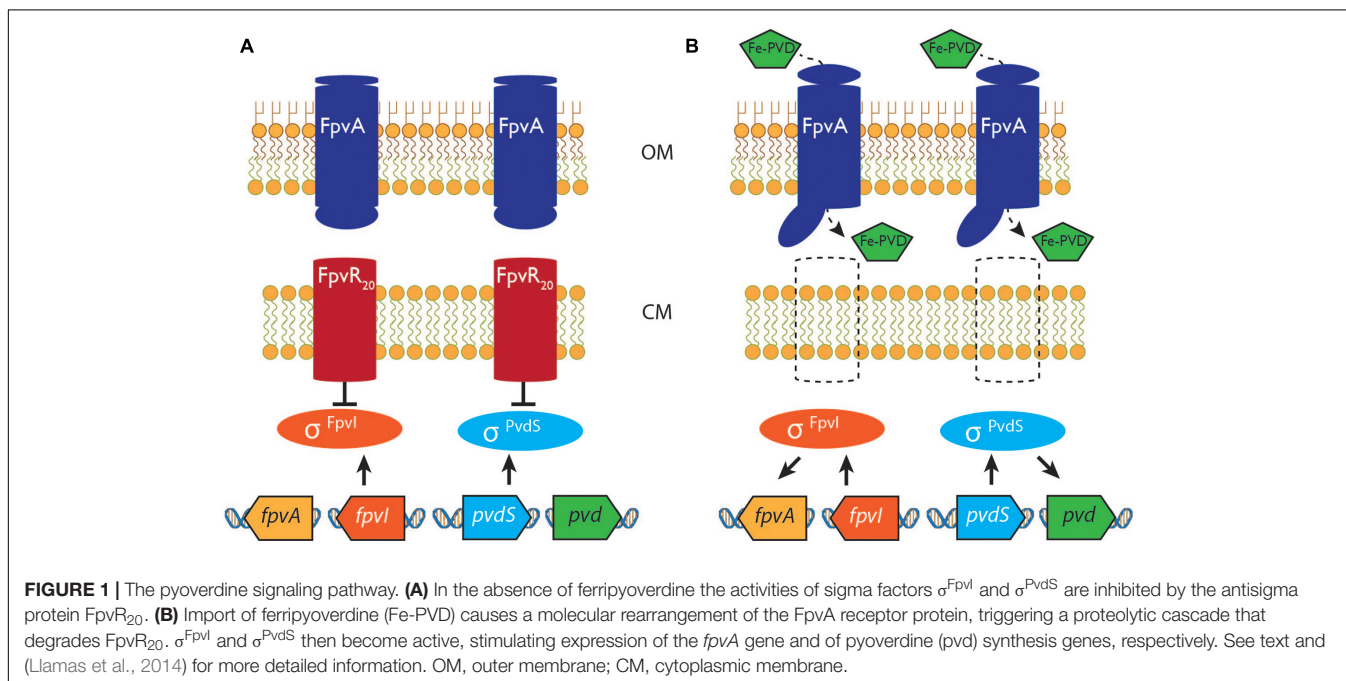 A
B
Fe-PVD
Fe-PVD
FpvA
FpvA
FpvA
FpvA
OM
Fe-PVD
Fe-PVD
FpvR20
FpvR20
CM
σ FpvI
σ PvdS
σ FpvI
σ PvdS
fpvA
fpvI
pvdS
pvd
fpvA
fpvI
pvdS
pvd
FIGURE 1 | The pyoverdine signaling pathway. (A) In the absence of ferripyoverdine the activities of sigma factors σFpvI and σPvdS are inhibited by the antisigma
protein FpvR20. (B) Import of ferripyoverdine (Fe-PVD) causes a molecular rearrangement of the FpvA receptor protein, triggering a proteolytic cascade that
degrades FpvR20. σFpvI and σPvdS then become active, stimulating expression of the fpvA gene and of pyoverdine (pvd) synthesis genes, respectively. See text and
(Llamas et al., 2014) for more detailed information. OM, outer membrane; CM, cytoplasmic membrane.